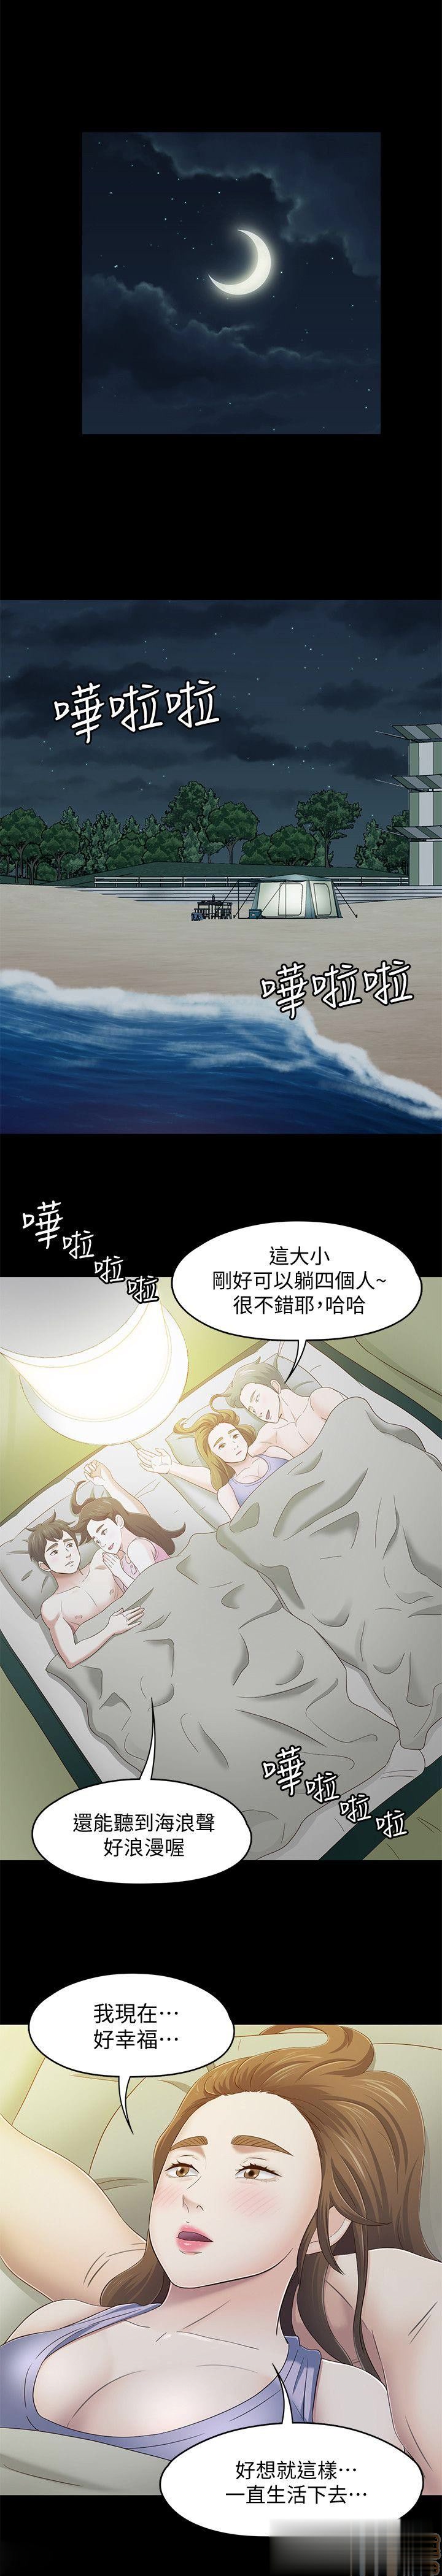 嘩啦啦
嘩啦啦
嘩啦啦啦
這大小
剛好可以躺四個人~
很不錯耶，哈哈
嘩啦啦啦
還能聽到海浪聲
好浪漫喔
我現在⋯
好幸福⋯
好想就這樣⋯
一直生活下去⋯